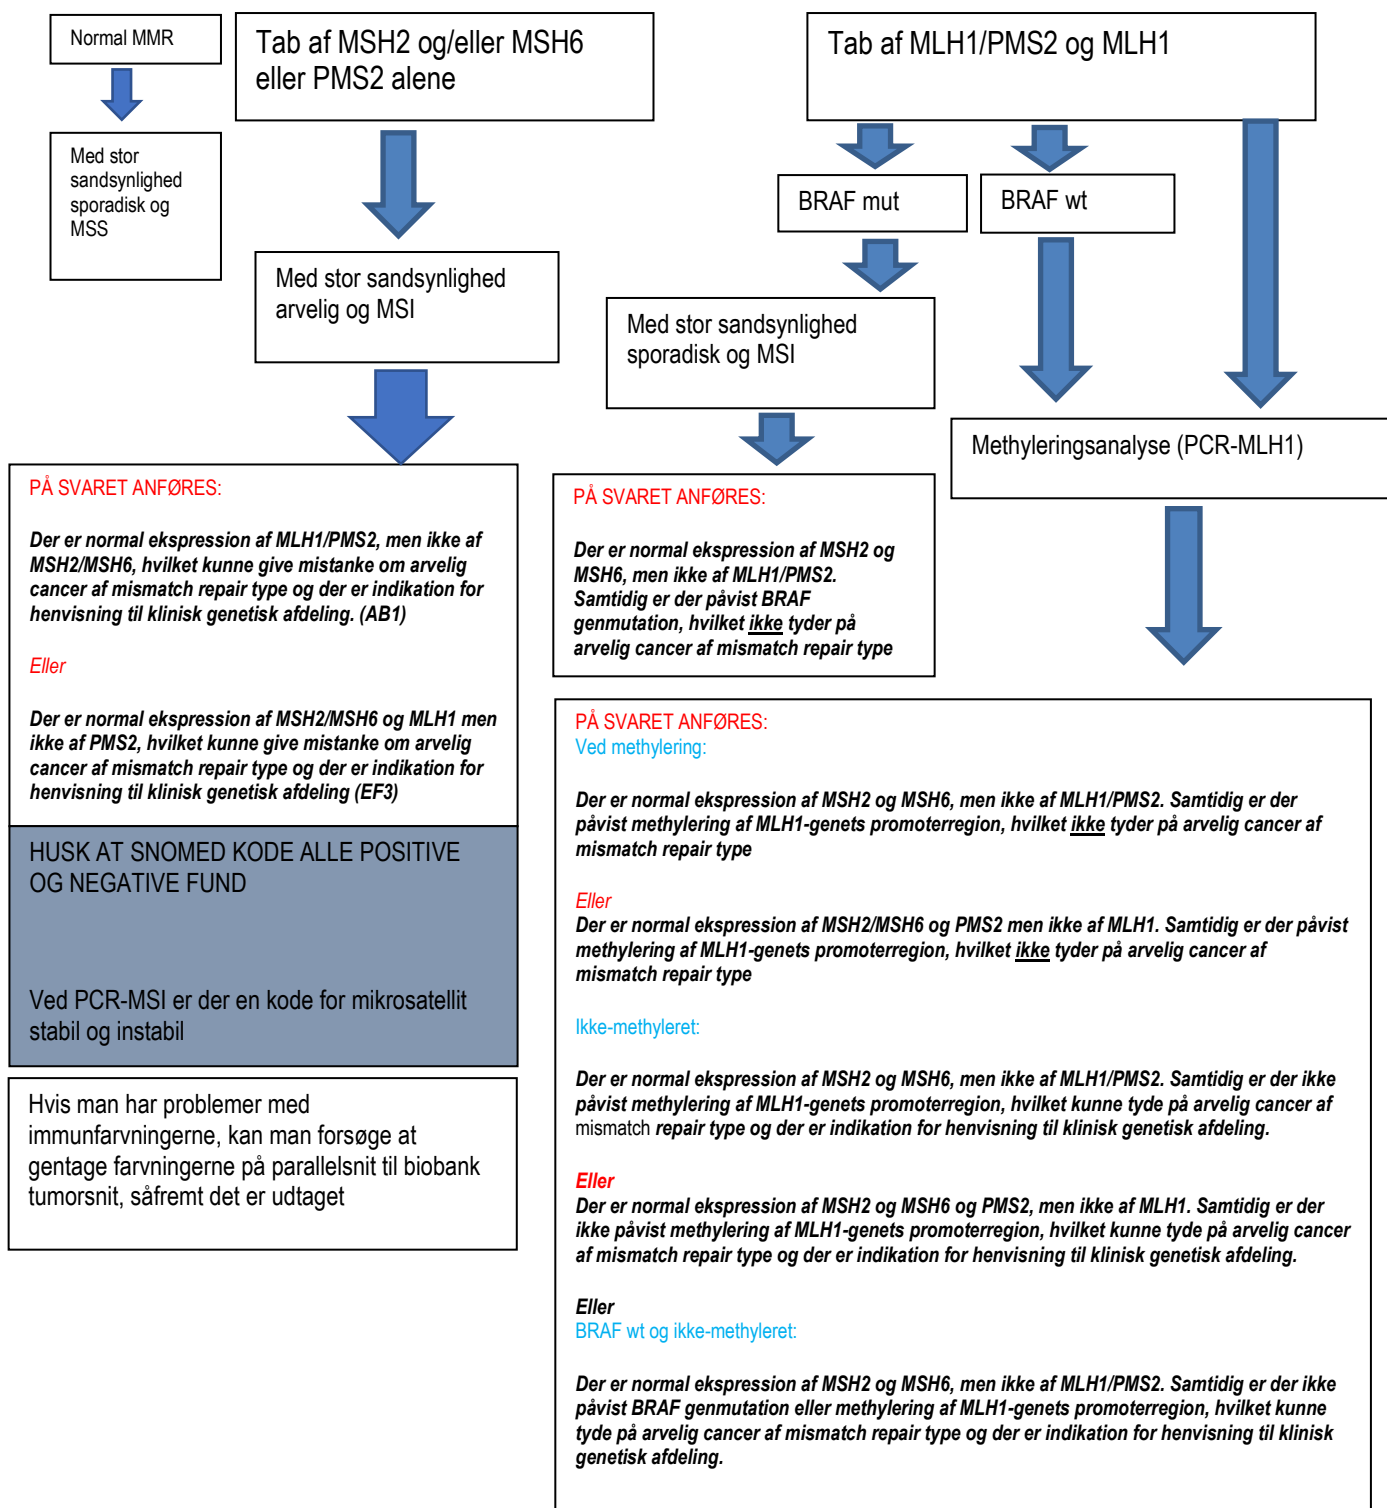 Normal MMR
Tab af MSH2 og/eller MSH6
eller PMS2 alene
Tab af MLH1/PMS2 og MLH1
Med stor
sandsynlighed
sporadisk og
MSS
BRAF mut
BRAF wt
Med stor sandsynlighed
arvelig og MSI
Med stor sandsynlighed
sporadisk og MSI
Methyleringsanalyse (PCR-MLH1)
PÅ SVARET ANFØRES:
Der er normal ekspression af MLH1/PMS2, men ikke af
MSH2/MSH6, hvilket kunne give mistanke om arvelig
cancer af mismatch repair type og der er indikation for
henvisning til klinisk genetisk afdeling. (AB1)
Eller
Der er normal ekspression af MSH2/MSH6 og MLH1 men
ikke af PMS2, hvilket kunne give mistanke om arvelig
cancer af mismatch repair type og der er indikation for
henvisning til klinisk genetisk afdeling (EF3)
HUSK AT SNOMED KODE ALLE POSITIVE
OG NEGATIVE FUND
Ved PCR-MSI er der en kode for mikrosatellit
stabil og instabil
Hvis man har problemer med
immunfarvningerne, kan man forsøge at
gentage farvningerne på parallelsnit til biobank
tumorsnit, såfremt det er udtaget
PÅ SVARET ANFØRES:
Der er normal ekspression af MSH2 og
MSH6, men ikke af MLH1/PMS2.
Samtidig er der påvist BRAF
genmutation, hvilket ikke tyder på
arvelig cancer af mismatch repair type
PÅ SVARET ANFØRES:
Ved methylering:
Der er normal ekspression af MSH2 og MSH6, men ikke af MLH1/PMS2. Samtidig er der
påvist methylering af MLH1-genets promoterregion, hvilket ikke tyder på arvelig cancer af
mismatch repair type
Eller
Der er normal ekspression af MSH2/MSH6 og PMS2 men ikke af MLH1. Samtidig er der påvist
methylering af MLH1-genets promoterregion, hvilket ikke tyder på arvelig cancer af
mismatch repair type
Ikke-methyleret:
Der er normal ekspression af MSH2 og MSH6, men ikke af MLH1/PMS2. Samtidig er der ikke
påvist methylering af MLH1-genets promoterregion, hvilket kunne tyde på arvelig cancer af
mismatch repair type og der er indikation for henvisning til klinisk genetisk afdeling.
Eller
Der er normal ekspression af MSH2 og MSH6 og PMS2, men ikke af MLH1. Samtidig er der
ikke påvist methylering af MLH1-genets promoterregion, hvilket kunne tyde på arvelig cancer
af mismatch repair type og der er indikation for henvisning til klinisk genetisk afdeling.
Eller
BRAF wt og ikke-methyleret:
Der er normal ekspression af MSH2 og MSH6, men ikke af MLH1/PMS2. Samtidig er der ikke
påvist BRAF genmutation eller methylering af MLH1-genets promoterregion, hvilket kunne
tyde på arvelig cancer af mismatch repair type og der er indikation for henvisning til klinisk
genetisk afdeling.